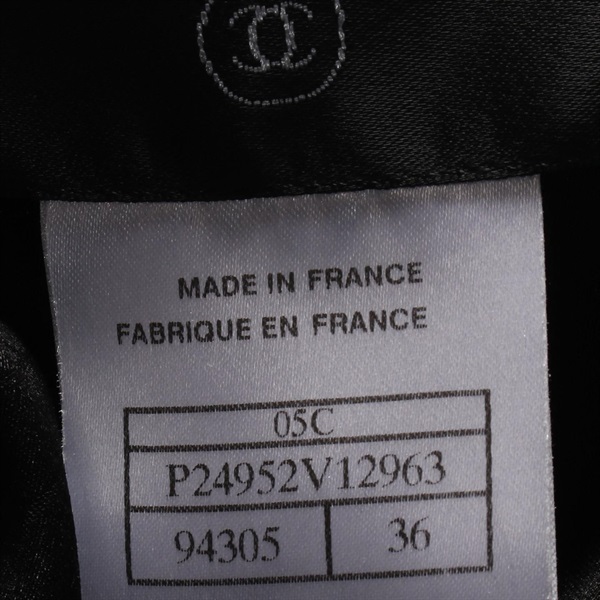 MADE IN FRANCE
FABRIQUE EN FRANCE
05C
P24952V12963
94305 36